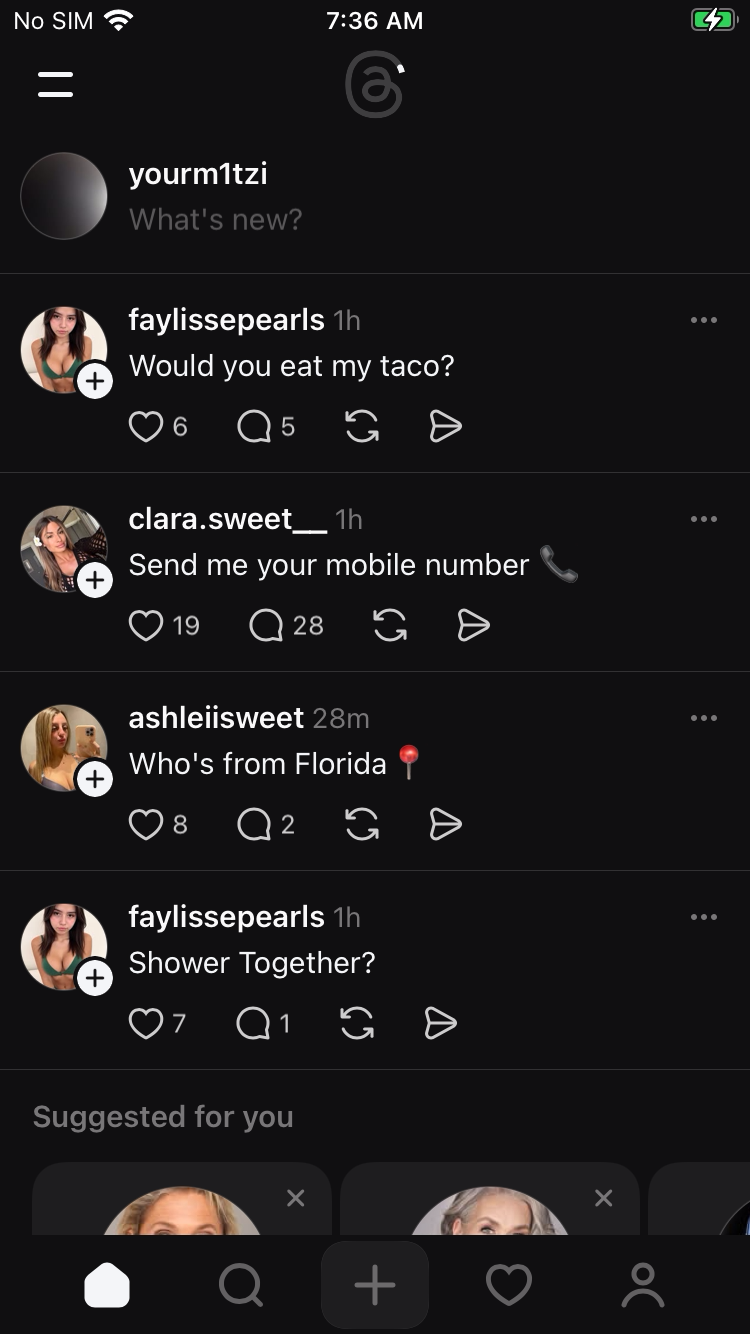 No SIM 7:36 AM
yourm1tzi
What's new?
faylissepearls 1h
Would you eat my taco?
6 5
clara.sweet__ 1h
Send me your mobile number 📞
19 28
ashleiisweet 28m
Who's from Florida 📍
8 2
faylissepearls 1h
Shower Together?
7 1
Suggested for you